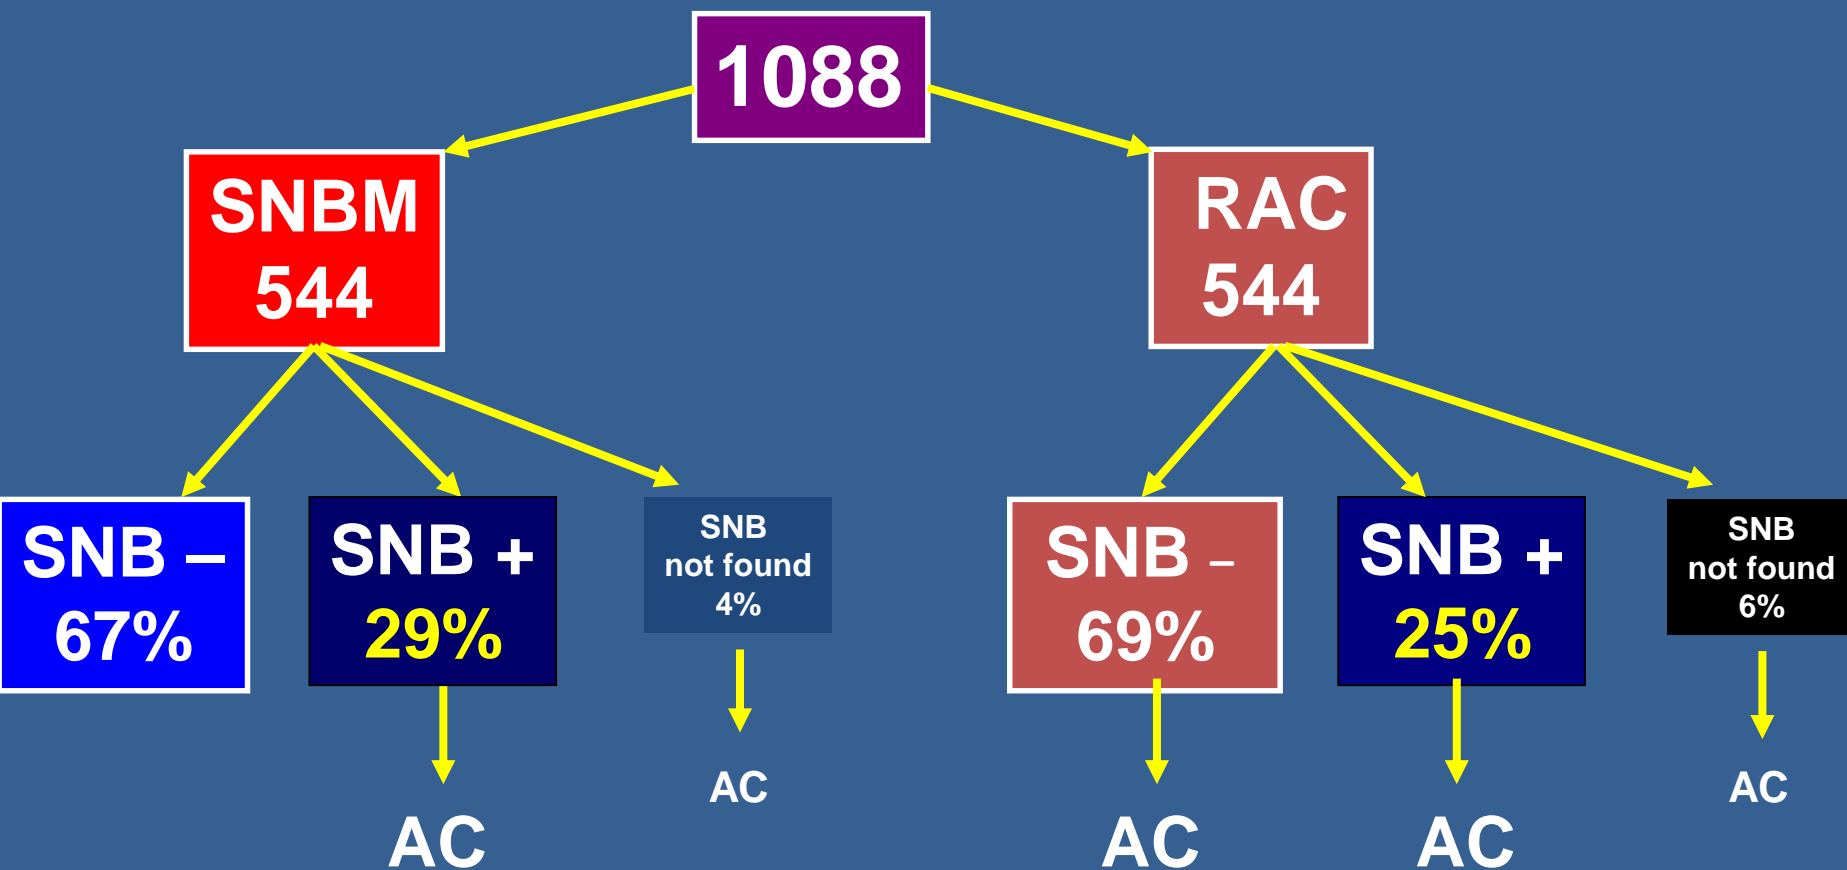 1088
SNBM
544
RAC
544
SNB –
67%
SNB +
29%
SNB
not found
4%
SNB –
69%
SNB +
25%
SNB
not found
6%
AC
AC
AC
AC
AC